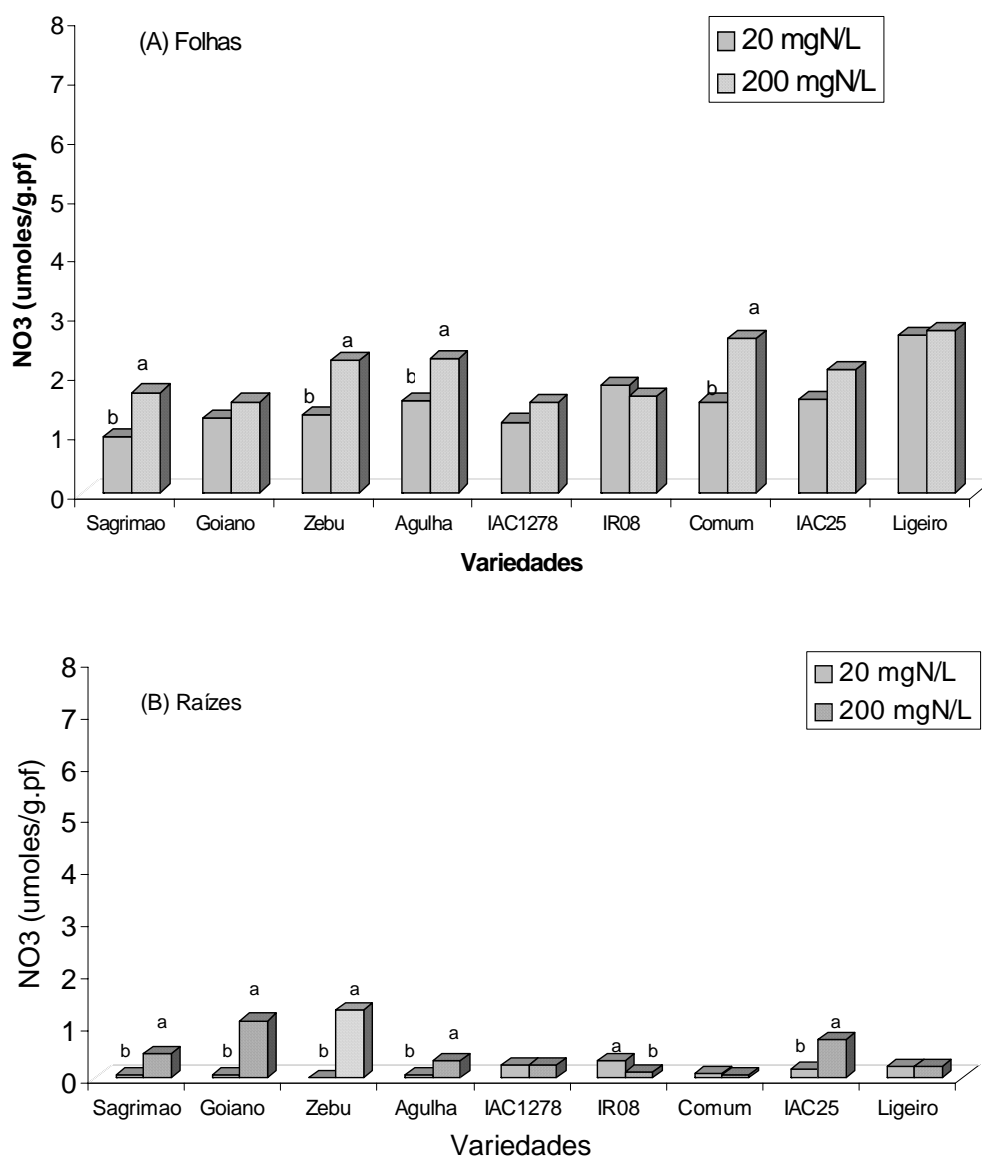 8
(A) Folhas
20 mgN/L
200 mgN/L
7
6
5
4
3
2
1
0
NO3 (umoles/g.pf)
b a
b a
b a
b a
Sagrimao Goiano Zebu Agulha IAC1278 IR08 Comum IAC25 Ligeiro
Variedades
8
(B) Raízes
20 mgN/L
200 mgN/L
7
6
5
4
3
2
1
0
NO3 (umoles/g.pf)
b a
b a
b a
b a
a b
b a
Sagrimao Goiano Zebu Agulha IAC1278 IR08 Comum IAC25 Ligeiro
Variedades